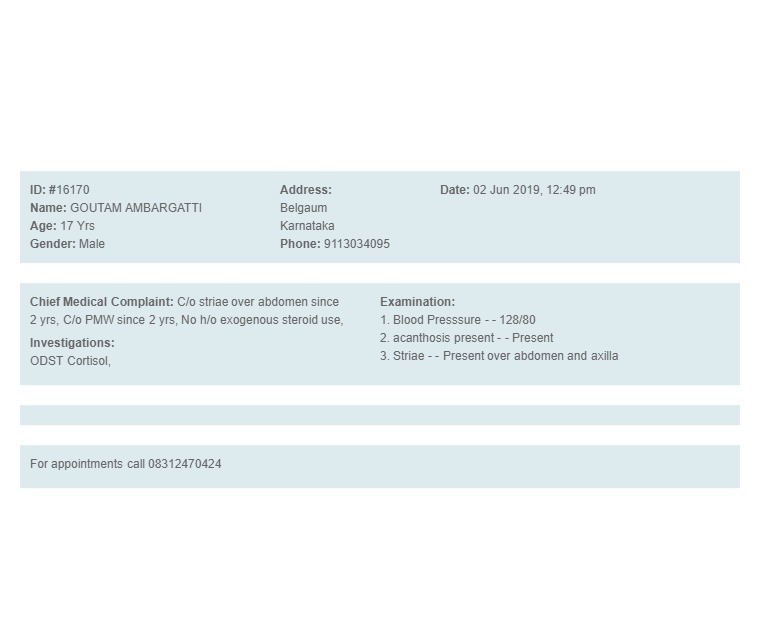 ID: #16170
Name: GOUTAM AMBARGATTI
Age: 17 Yrs
Gender: Male
Address:
Belgaum
Karnataka
Phone: 9113034095
Date: 02 Jun 2019, 12:49 pm
Chief Medical Complaint: C/o striae over abdomen since
2 yrs, C/o PMW since 2 yrs, No h/o exogenous steroid use,
Investigations:
ODST Cortisol,
Examination:
1. Blood Presssure - - 128/80
2. acanthosis present - - Present
3. Striae - - Present over abdomen and axilla
For appointments call 08312470424